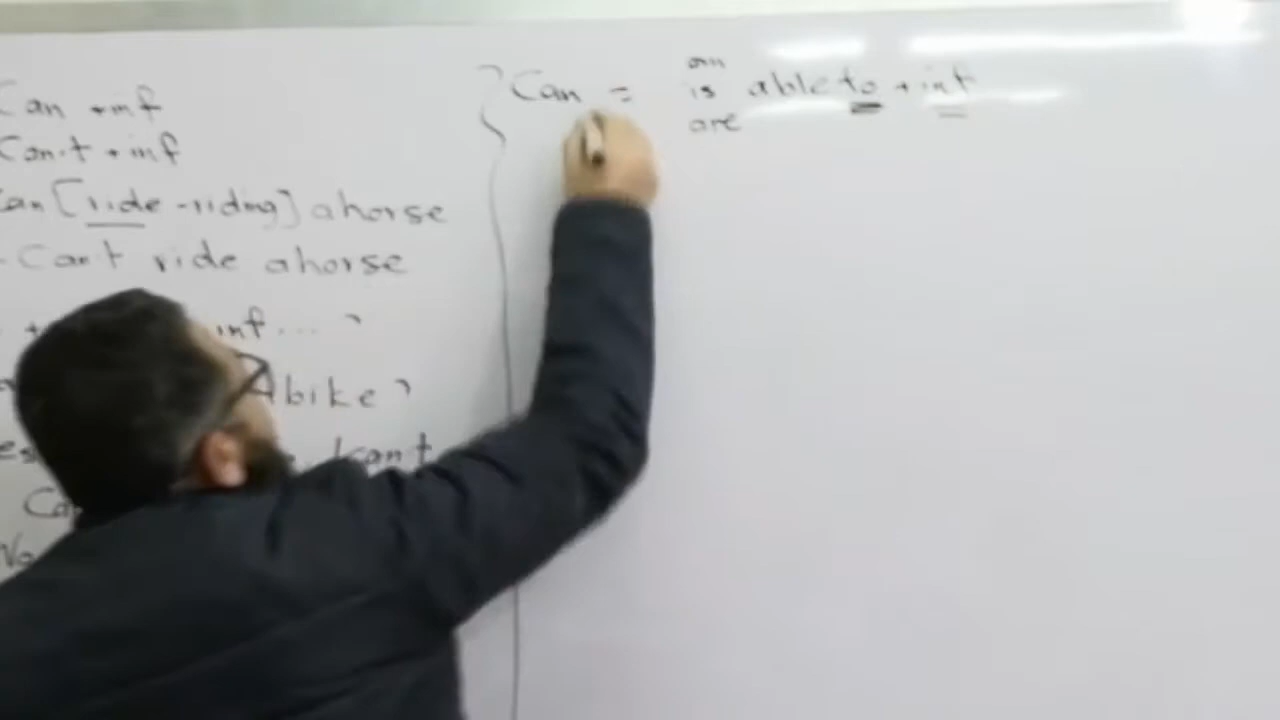 Can + inf
Can't + inf
Can [ride - riding] a horse
- Can't ride a horse
inf ... ?
bike?
I can't
Can = am
is able to + inf
are